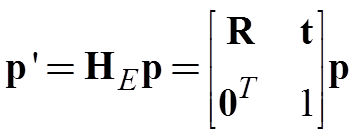 p' = H_E p = [ R t ; 0^T 1 ] p